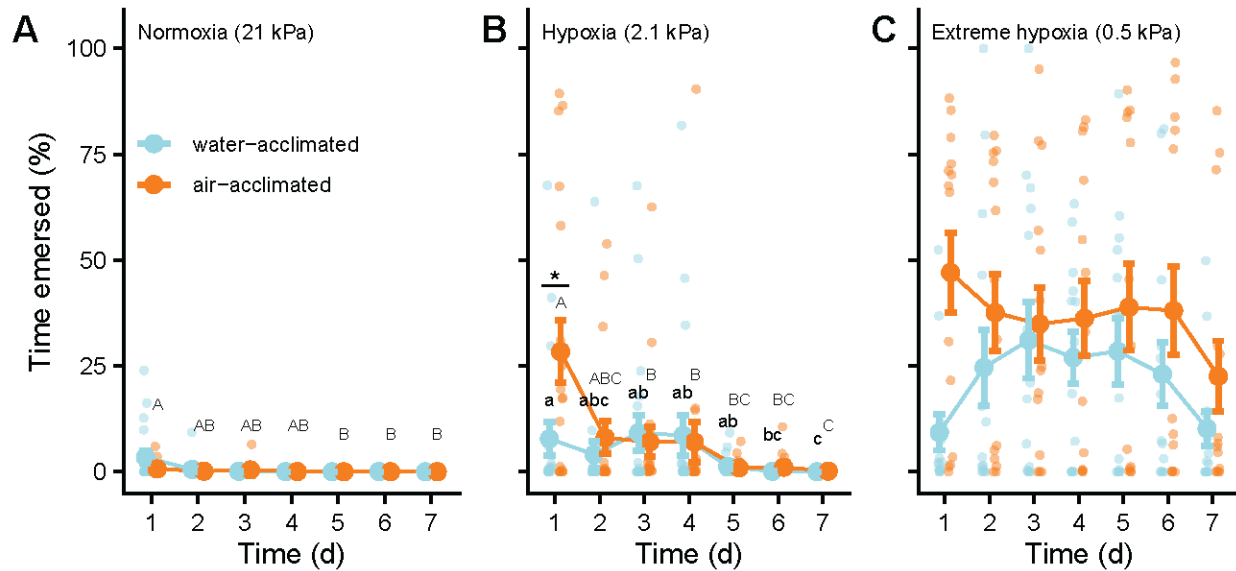 A
Normoxia (21 kPa)
B
Hypoxia (2.1 kPa)
C
Extreme hypoxia (0.5 kPa)
Time emersed (%)
100
75
50
25
0
water−acclimated
air−acclimated
A AB AB AB B B B
*
A
ABC B B BC BC C
a abc ab ab ab bc c
1 2 3 4 5 6 7
1 2 3 4 5 6 7
1 2 3 4 5 6 7
Time (d)
Time (d)
Time (d)